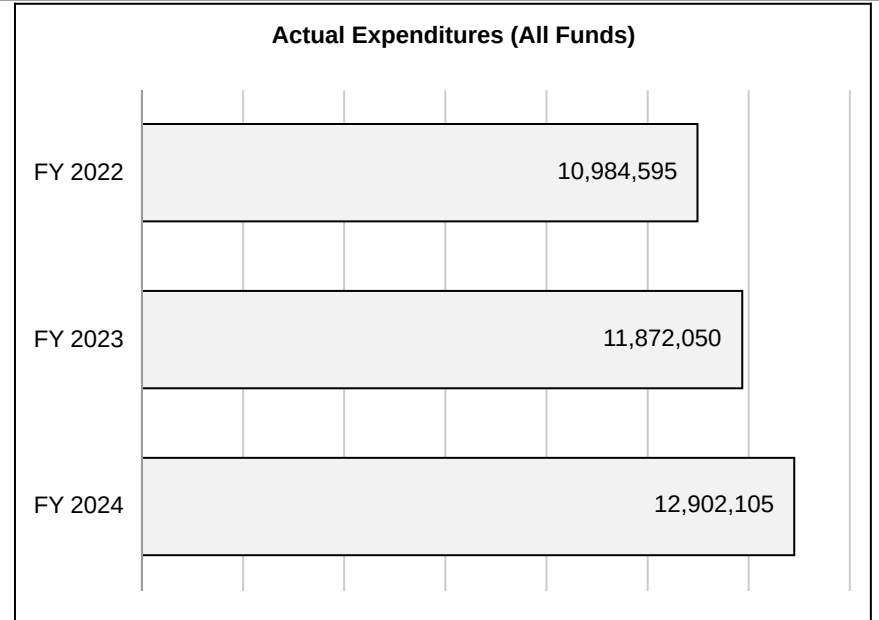 Actual Expenditures (All Funds)
FY 2022
10,984,595
FY 2023
11,872,050
FY 2024
12,902,105